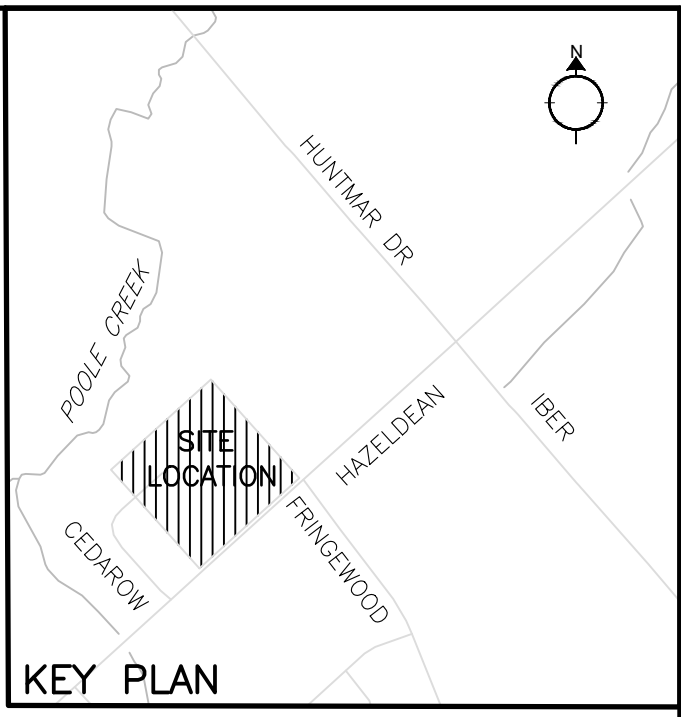 N
HUNTMAR DR
POOLE CREEK
HAZELDEAN
IBER
SITE
LOCATION
FRINGEWOOD
CEDAROW
KEY PLAN